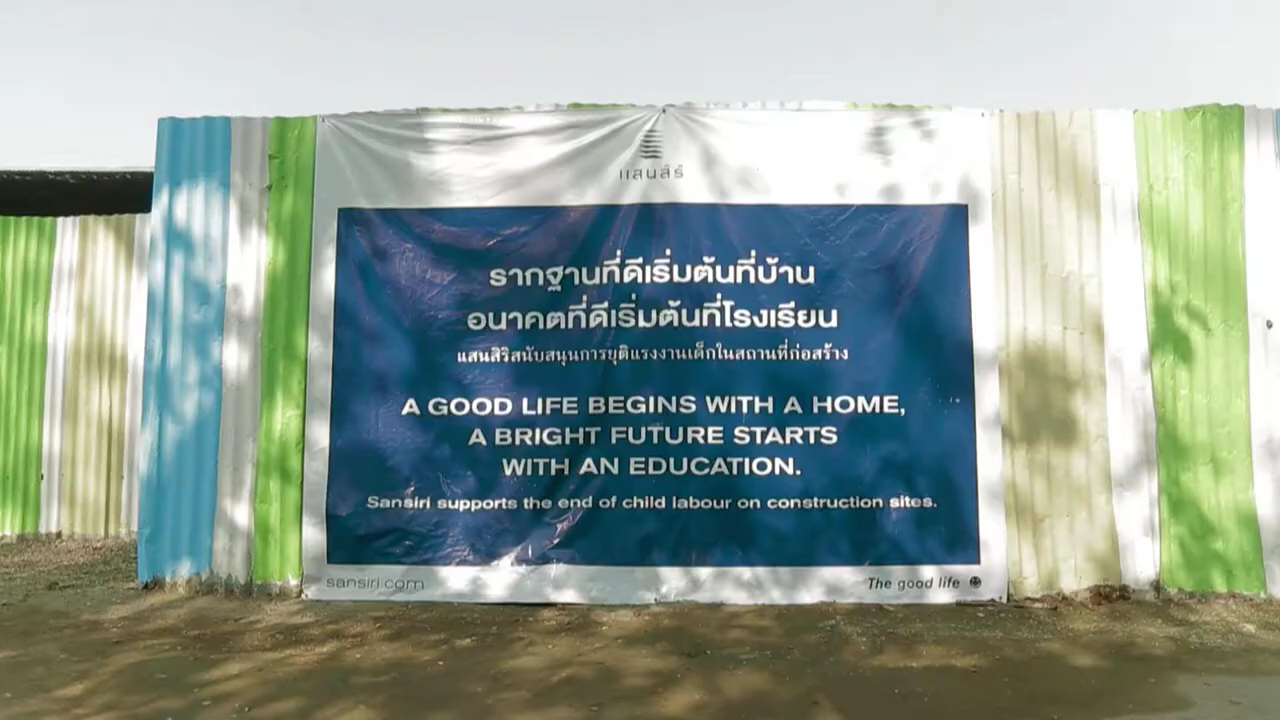 แสนสิริ
รากฐานที่ดีเริ่มต้นที่บ้าน
อนาคตที่ดีเริ่มต้นที่โรงเรียน
แสนสิริสนับสนุนการยุติแรงงานเด็กในสถานที่ก่อสร้าง
A GOOD LIFE BEGINS WITH A HOME,
A BRIGHT FUTURE STARTS
WITH AN EDUCATION.
Sansiri supports the end of child labour on construction sites.
sansiri.com
The good life